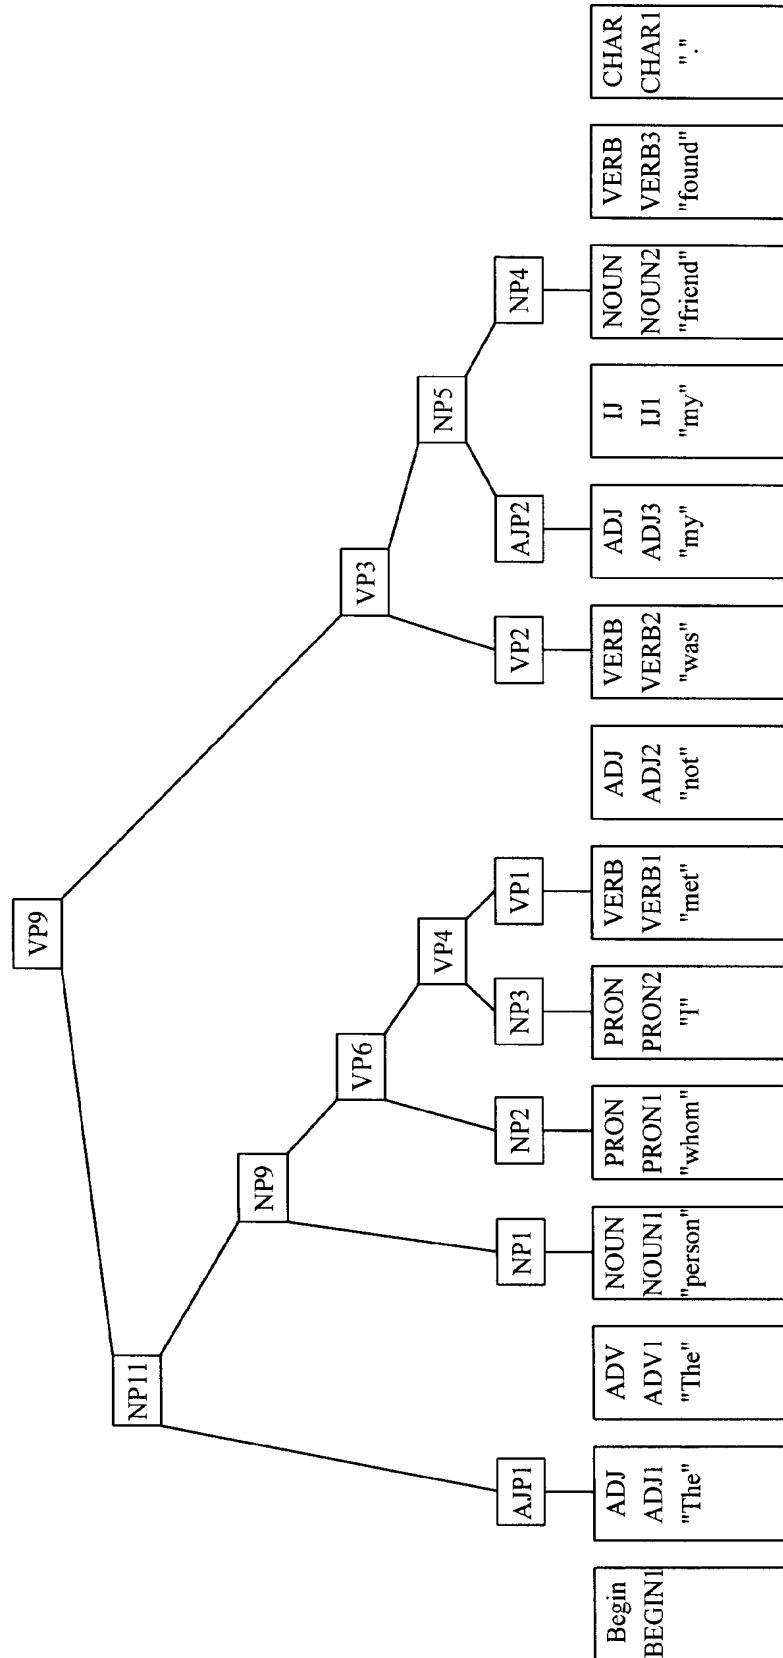 VP9
NP11
NP9
VP6
VP3
VP4
NP5
AJP1
NP1
NP2
NP3
VP1
VP2
AJP2
NP4
Begin
BEGIN1
ADJ
ADJ1
"The"
ADV
ADV1
"The"
NOUN
NOUN1
"person"
PRON
PRON1
"whom"
PRON
PRON2
"I"
VERB
VERB1
"met"
ADJ
ADJ2
"not"
VERB
VERB2
"was"
ADJ
ADJ3
"my"
IJ
IJ1
"my"
NOUN
NOUN2
"friend"
VERB
VERB3
"found"
CHAR
CHAR1
"."